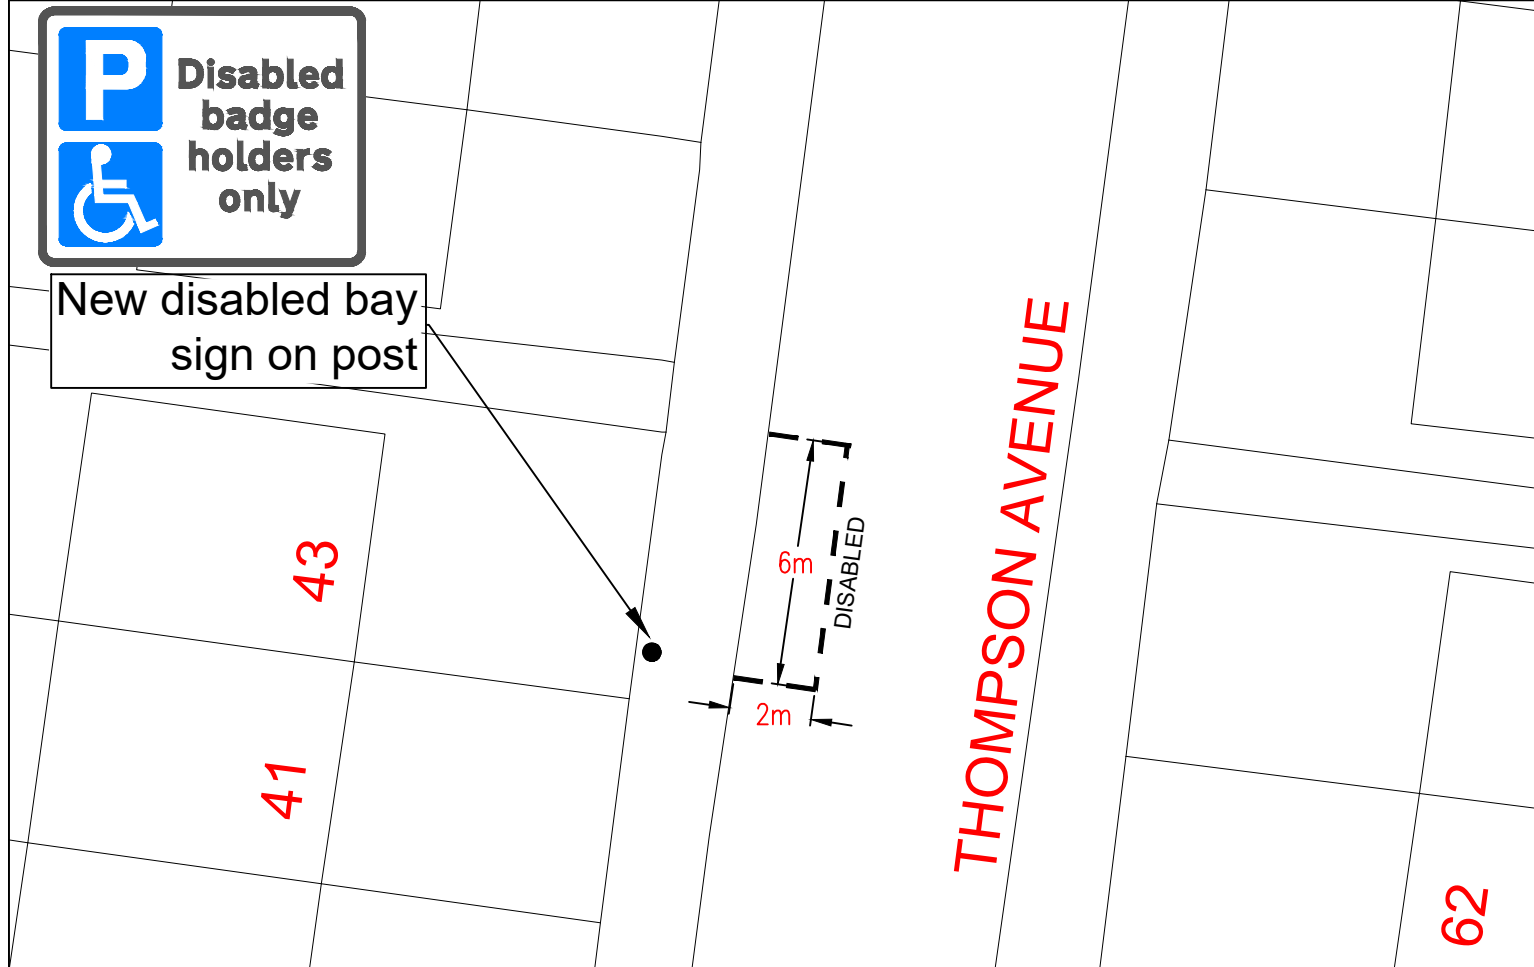 P
Disabled
badge
holders
only
New disabled bay
sign on post
THOMPSON AVENUE
43
6m
DISABLED
2m
41
62